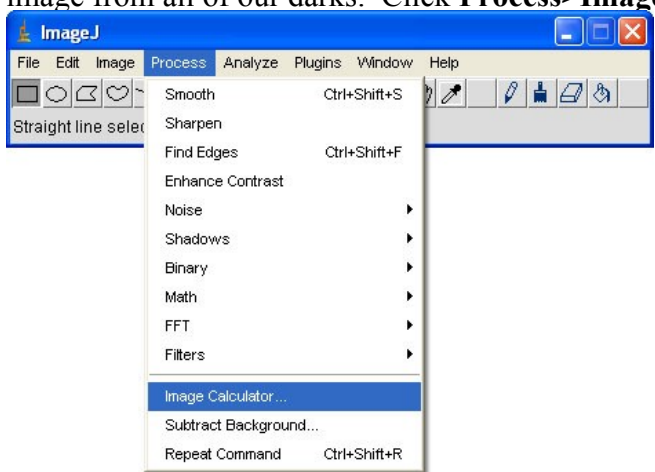 image from all of our darks. Click Process> Image
ImageJ
File Edit Image Process Analyze Plugins Window Help
Straight line selec
Smooth Ctrl+Shift+S
Sharpen
Find Edges Ctrl+Shift+F
Enhance Contrast
Noise
Shadows
Binary
Math
FFT
Filters
Image Calculator...
Subtract Background...
Repeat Command Ctrl+Shift+R